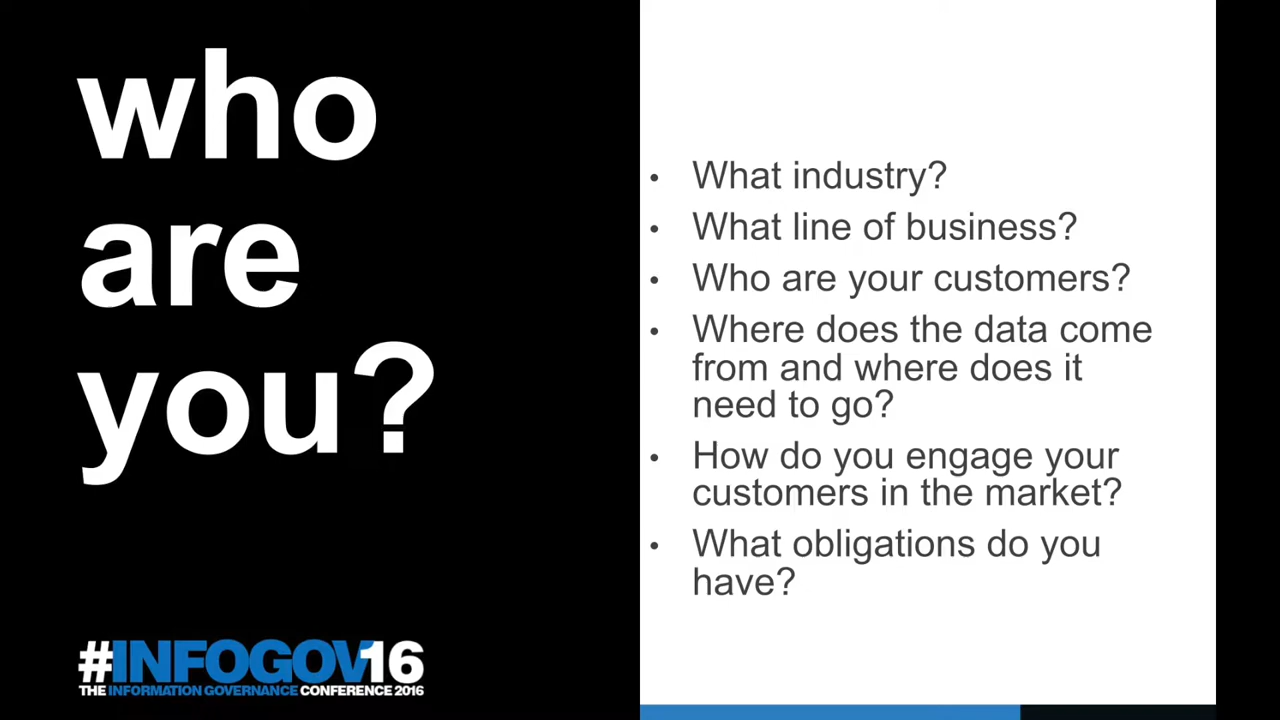 who
are
you?
• What industry?
• What line of business?
• Who are your customers?
• Where does the data come
from and where does it
need to go?
• How do you engage your
customers in the market?
• What obligations do you
have?
#INFOGOV16
THE INFORMATION GOVERNANCE CONFERENCE 2016